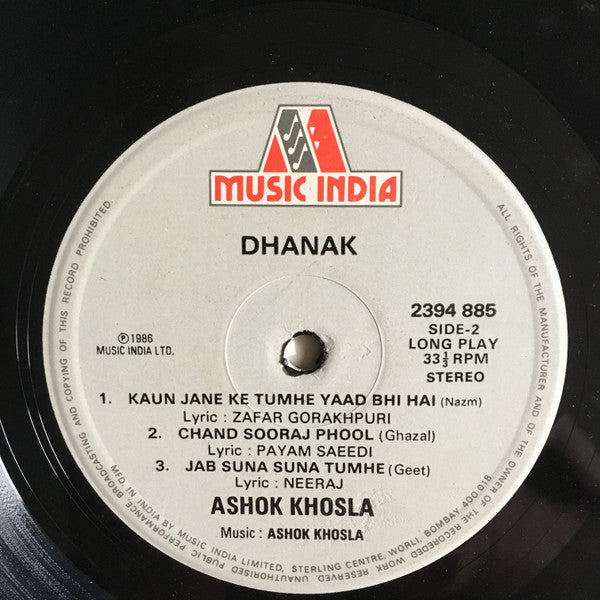 MUSIC INDIA
DHANAK
2394 885
SIDE-2
LONG PLAY
33⅓ RPM
STEREO
Ⓟ1986
MUSIC INDIA LTD.
1. KAUN JANE KE TUMHE YAAD BHI HAI (Nazm)
Lyric : ZAFAR GORAKHPURI
2. CHAND SOORAJ PHOOL (Ghazal)
Lyric : PAYAM SAEEDI
3. JAB SUNA SUNA TUMHE (Geet)
Lyric : NEERAJ
ASHOK KHOSLA
Music : ASHOK KHOSLA
MFD. IN INDIA BY MUSIC INDIA LIMITED, STERLING CENTRE, WORLI, BOMBAY 400 018.
ALL RIGHTS OF THE MANUFACTURER AND OF THE OWNER OF THE RECORDED WORK RESERVED. UNAUTHORISED PUBLIC PERFORMANCE, BROADCASTING AND COPYING OF THIS RECORD PROHIBITED.